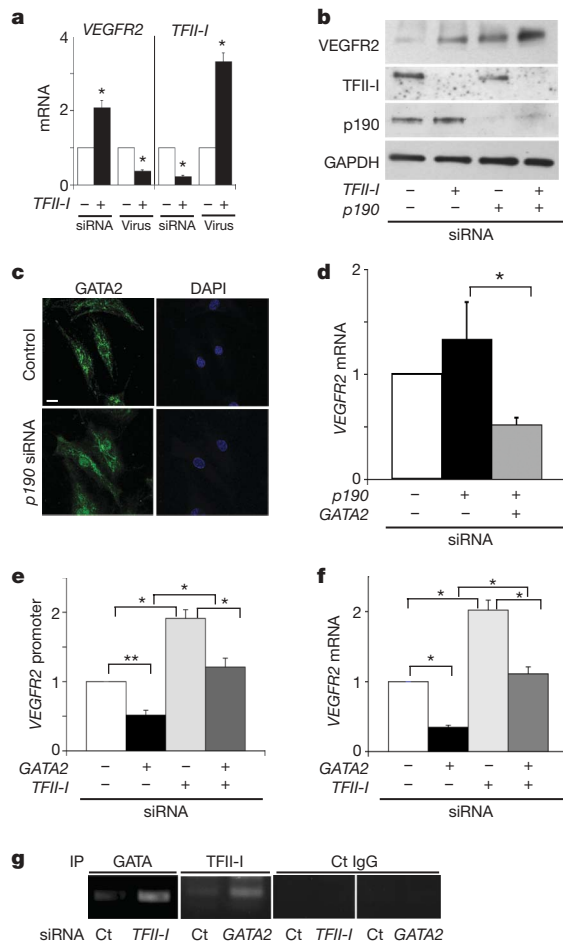 a
VEGFR2 TFII-I
mRNA
4
2
0
* * * *
TFII-I – + – + – + – +
siRNA Virus siRNA Virus
b
VEGFR2
TFII-I
p190
GAPDH
TFII-I – + – +
p190 – – + +
siRNA
c
GATA2 DAPI
Control
p190 siRNA
d
VEGFR2 mRNA
2
1
0
*
p190 – + +
GATA2 – – +
siRNA
e
VEGFR2 promoter
2
1
0
* * ** *
GATA2 – + – +
TFII-I – – + +
siRNA
f
VEGFR2 mRNA
2
1
0
* * * *
GATA2 – + – +
TFII-I – – + +
siRNA
g
IP GATA TFII-I Ct IgG
siRNA Ct TFII-I Ct GATA2 Ct TFII-I Ct GATA2